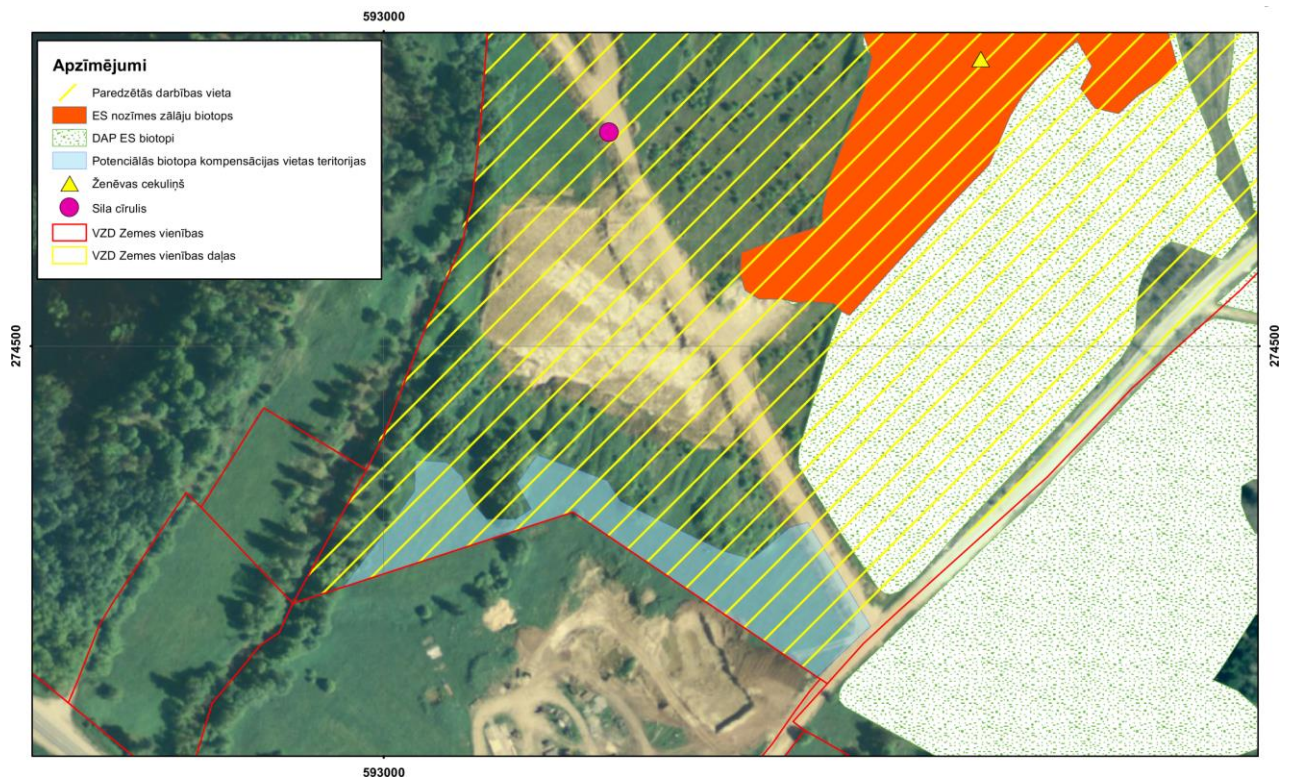 593000
Apzīmējumi
Paredzētās darbības vieta
ES nozīmes zālāju biotops
DAP ES biotopi
Potenciālās biotopa kompensācijas vietas teritorijas
Ženēvas cekuliņš
Sila cīrulis
VZD Zemes vienības
VZD Zemes vienības daļas
274500
274500
593000